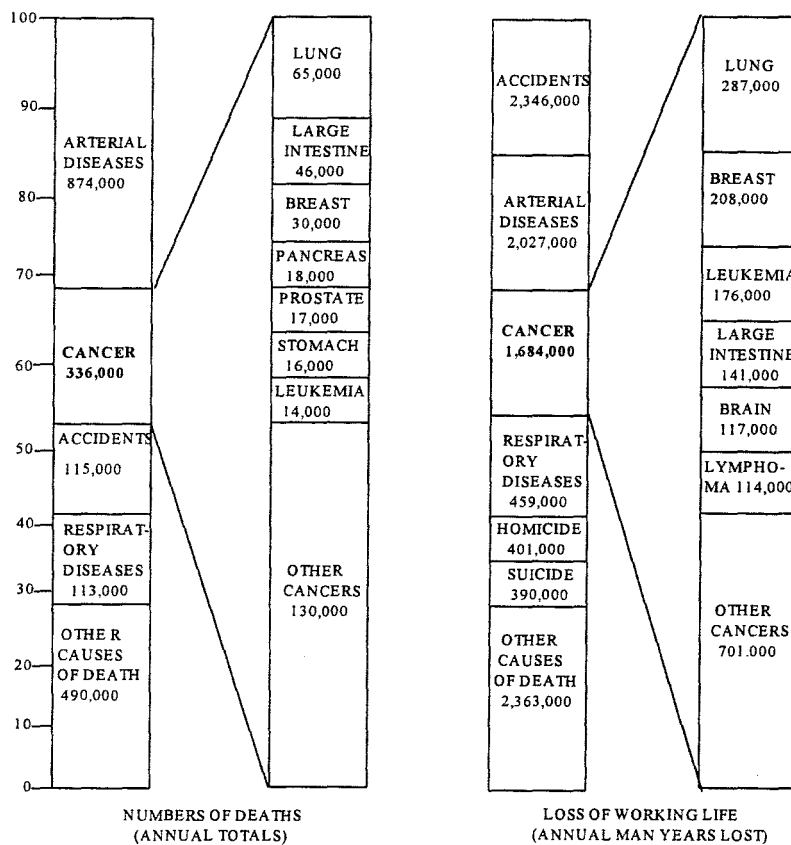 100
90
80
70
60
50
40
30
20
10
0
ARTERIAL
DISEASES
874,000
CANCER
336,000
ACCIDENTS
115,000
RESPIRAT-
ORY
DISEASES
113,000
OTHE R
CAUSES
OF DEATH
490,000
LUNG
65,000
LARGE
INTESTINE
46,000
BREAST
30,000
PANCREAS
18,000
PROSTATE
17,000
STOMACH
16,000
LEUKEMIA
14,000
OTHER
CANCERS
130,000
NUMBERS OF DEATHS
(ANNUAL TOTALS)
ACCIDENTS
2,346,000
ARTERIAL
DISEASES
2,027,000
CANCER
1,684,000
RESPIRAT-
ORY
DISEASES
459,000
HOMICIDE
401,000
SUICIDE
390,000
OTHER
CAUSES
OF DEATH
2,363,000
LUNG
287,000
BREAST
208,000
LEUKEMIA
176,000
LARGE
INTESTINE
141,000
BRAIN
117,000
LYMPHO-
MA 114,000
OTHER
CANCERS
701.000
LOSS OF WORKING LIFE
(ANNUAL MAN YEARS LOST)